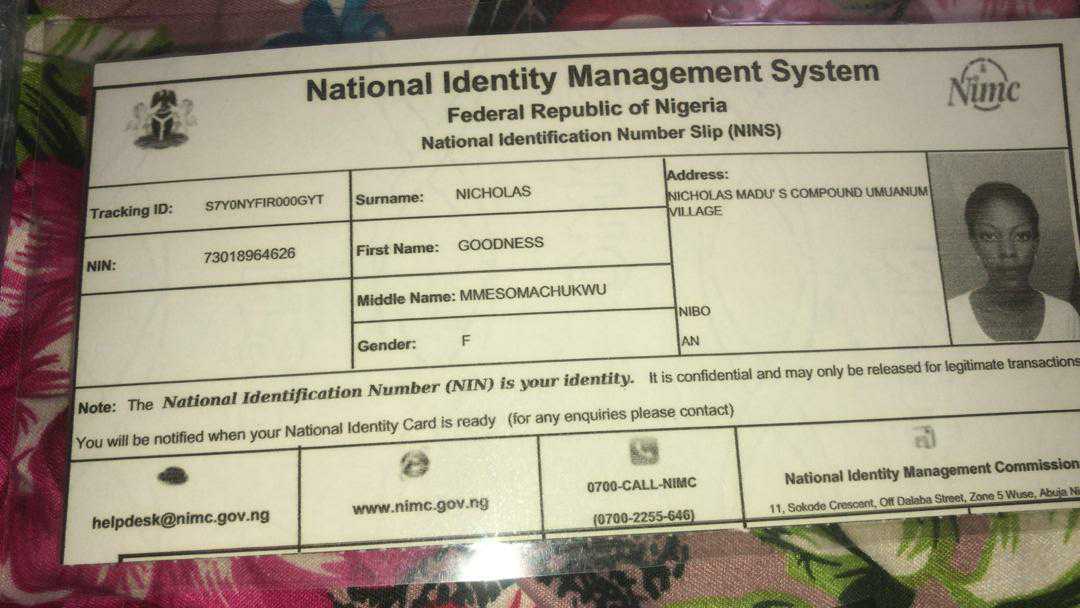 National Identity Management System
Federal Republic of Nigeria
National Identification Number Slip (NINS)
Nimc
Tracking ID: S7Y0NYFIR000GYT
Surname: NICHOLAS
Address:
NICHOLAS MADU' S COMPOUND UMUANUM
VILLAGE
NIN: 73018964626
First Name: GOODNESS
Middle Name: MMESOMACHUKWU
NIBO
Gender: F
AN
Note: The National Identification Number (NIN) is your identity. It is confidential and may only be released for legitimate transactions
You will be notified when your National Identity Card is ready (for any enquiries please contact)
helpdesk@nimc.gov.ng
www.nimc.gov.ng
0700-CALL-NIMC
(0700-2255-646)
National Identity Management Commission
11, Sokode Crescent, Off Dalaba Street, Zone 5 Wuse, Abuja Ni